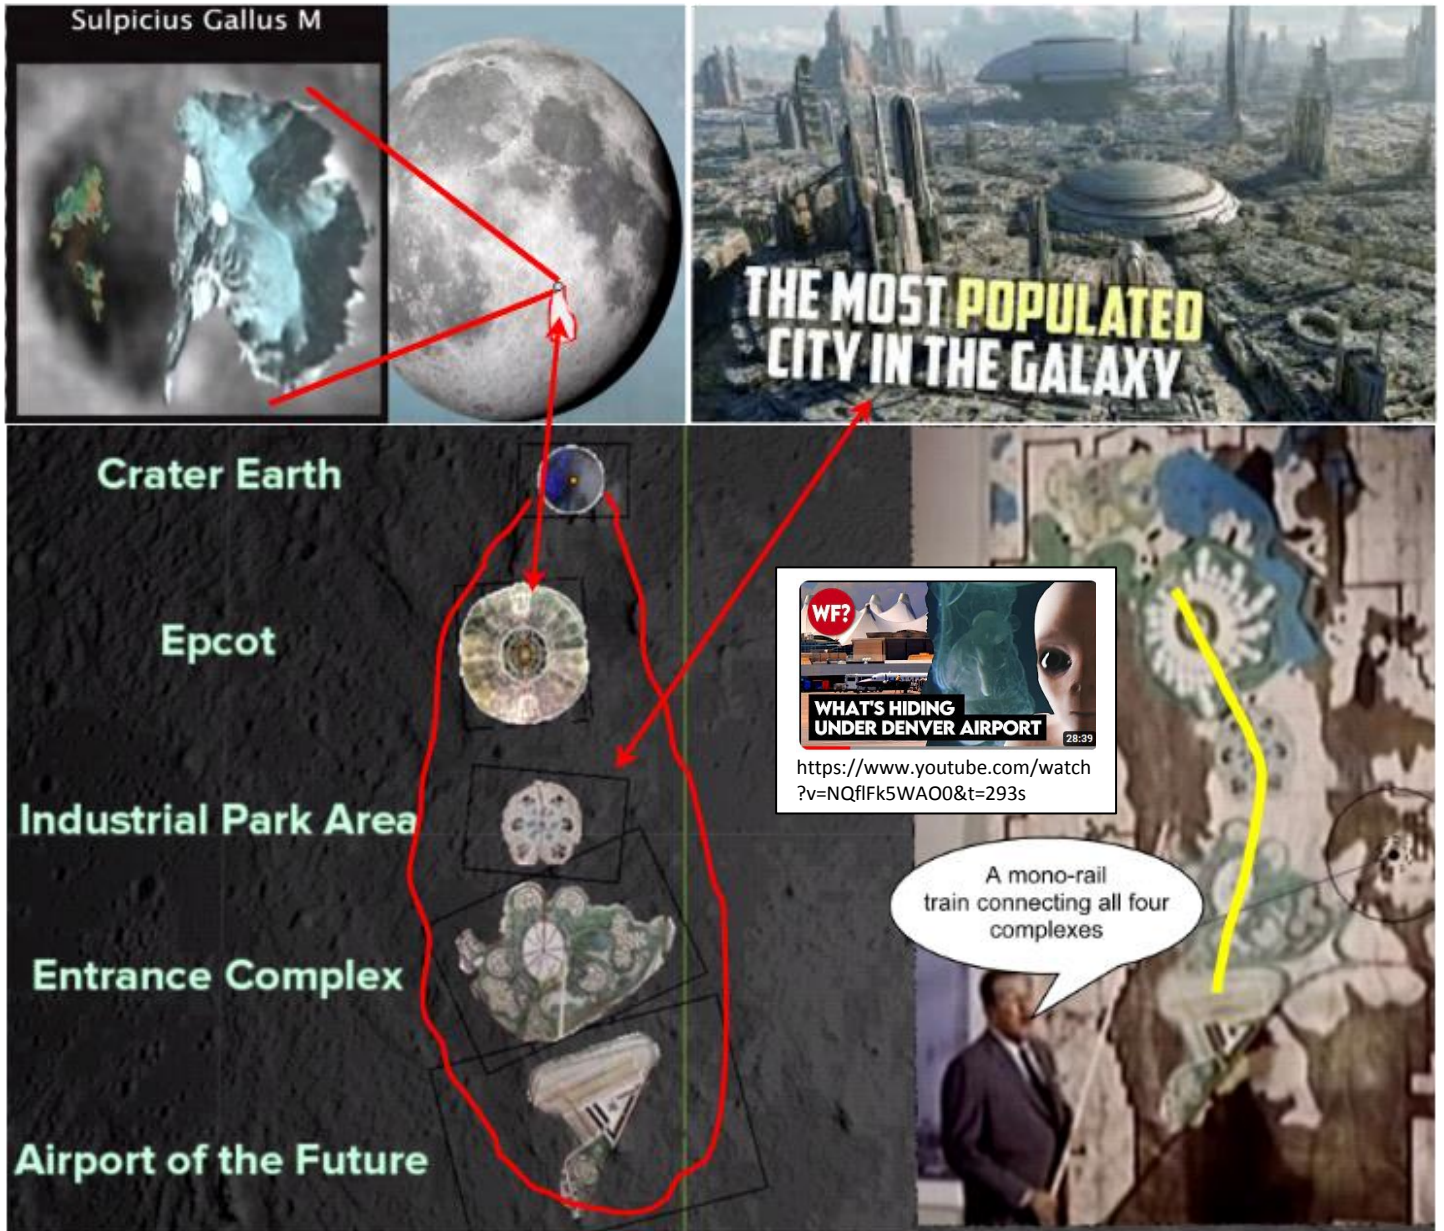 Sulpicius Gallus M
THE MOST POPULATED
CITY IN THE GALAXY
Crater Earth
Epcot
Industrial Park Area
Entrance Complex
Airport of the Future
WF?
WHAT'S HIDING
UNDER DENVER AIRPORT
28:39
https://www.youtube.com/watch
?v=NQflFk5WAO0&t=293s
A mono-rail
train connecting all four
complexes